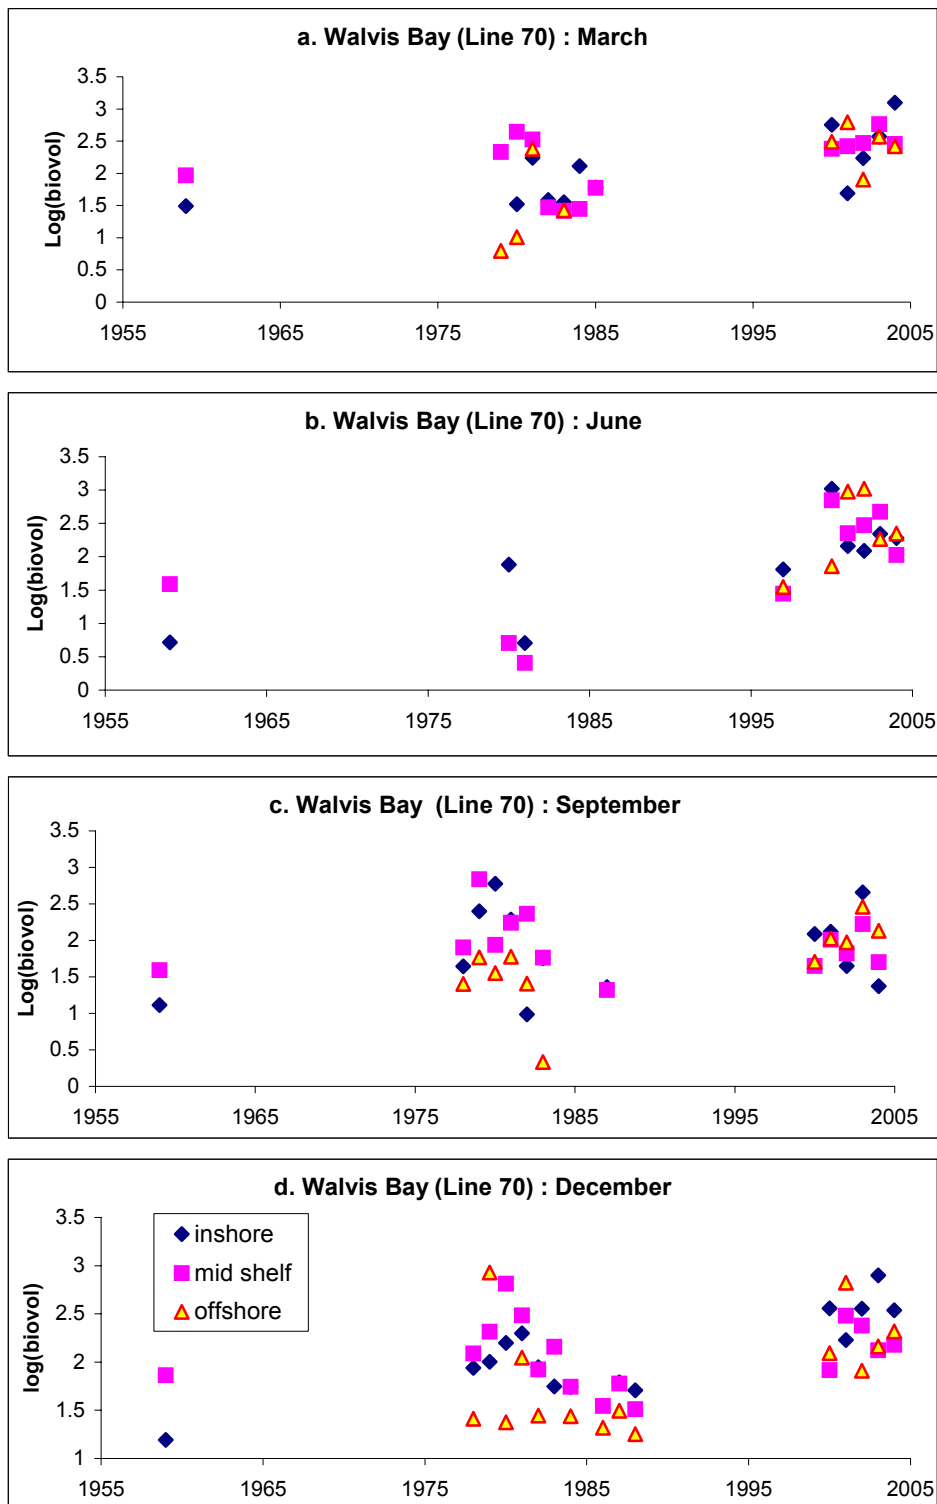 a. Walvis Bay (Line 70) : March
Log(biovol)
3.5
3
2.5
2
1.5
1
0.5
0
1955 1965 1975 1985 1995 2005
b. Walvis Bay (Line 70) : June
Log(biovol)
3.5
3
2.5
2
1.5
1
0.5
0
1955 1965 1975 1985 1995 2005
c. Walvis Bay (Line 70) : September
Log(biovol)
3.5
3
2.5
2
1.5
1
0.5
0
1955 1965 1975 1985 1995 2005
d. Walvis Bay (Line 70) : December
log(biovol)
3.5
3
2.5
2
1.5
1
inshore
mid shelf
offshore
1955 1965 1975 1985 1995 2005